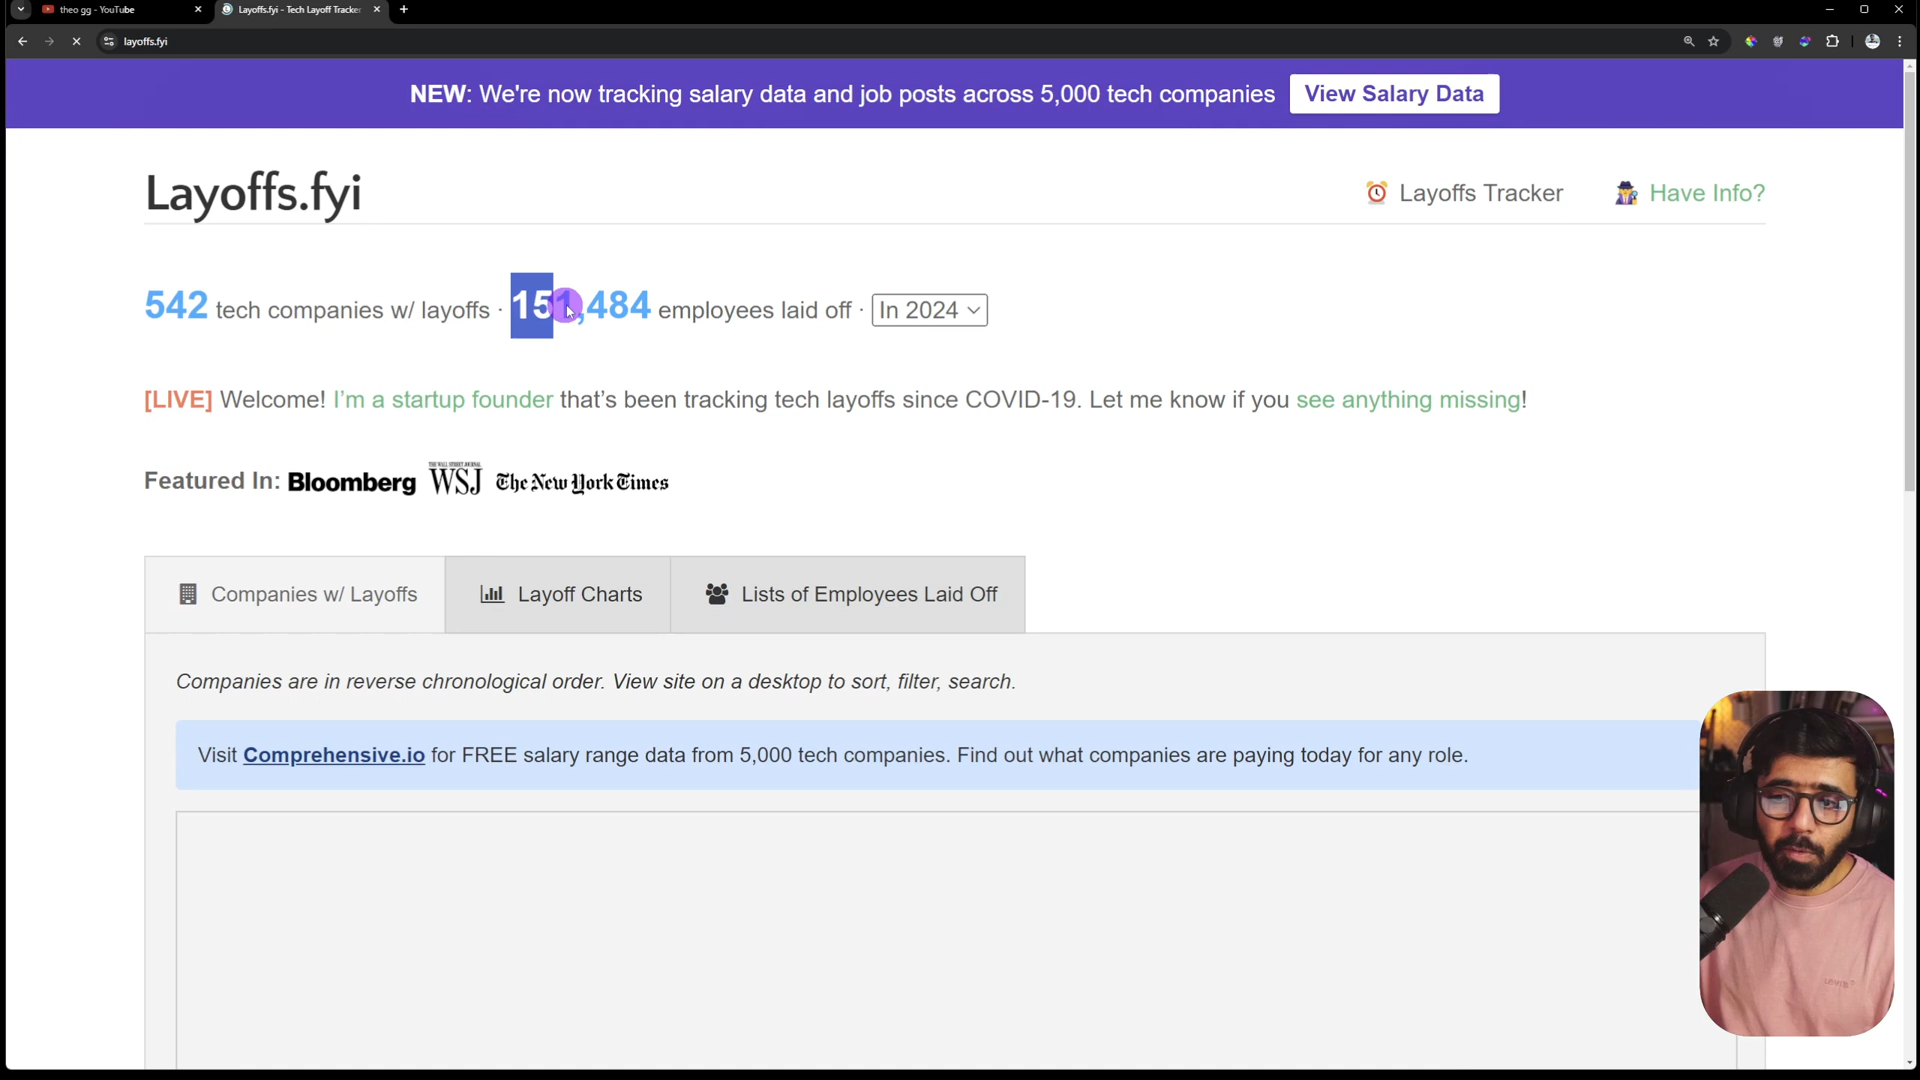 theo gg - YouTube
Layoffs.fyi - Tech Layoff Tracker
layoffs.fyi
NEW: We're now tracking salary data and job posts across 5,000 tech companies
View Salary Data
Layoffs.fyi
Layoffs Tracker
Have Info?
542 tech companies w/ layoffs · 151,484 employees laid off · In 2024
[LIVE] Welcome! I'm a startup founder that's been tracking tech layoffs since COVID-19. Let me know if you see anything missing!
Featured In: Bloomberg THE WALL STREET JOURNAL WSJ The New York Times
Companies w/ Layoffs
Layoff Charts
Lists of Employees Laid Off
Companies are in reverse chronological order. View site on a desktop to sort, filter, search.
Visit Comprehensive.io for FREE salary range data from 5,000 tech companies. Find out what companies are paying today for any role.